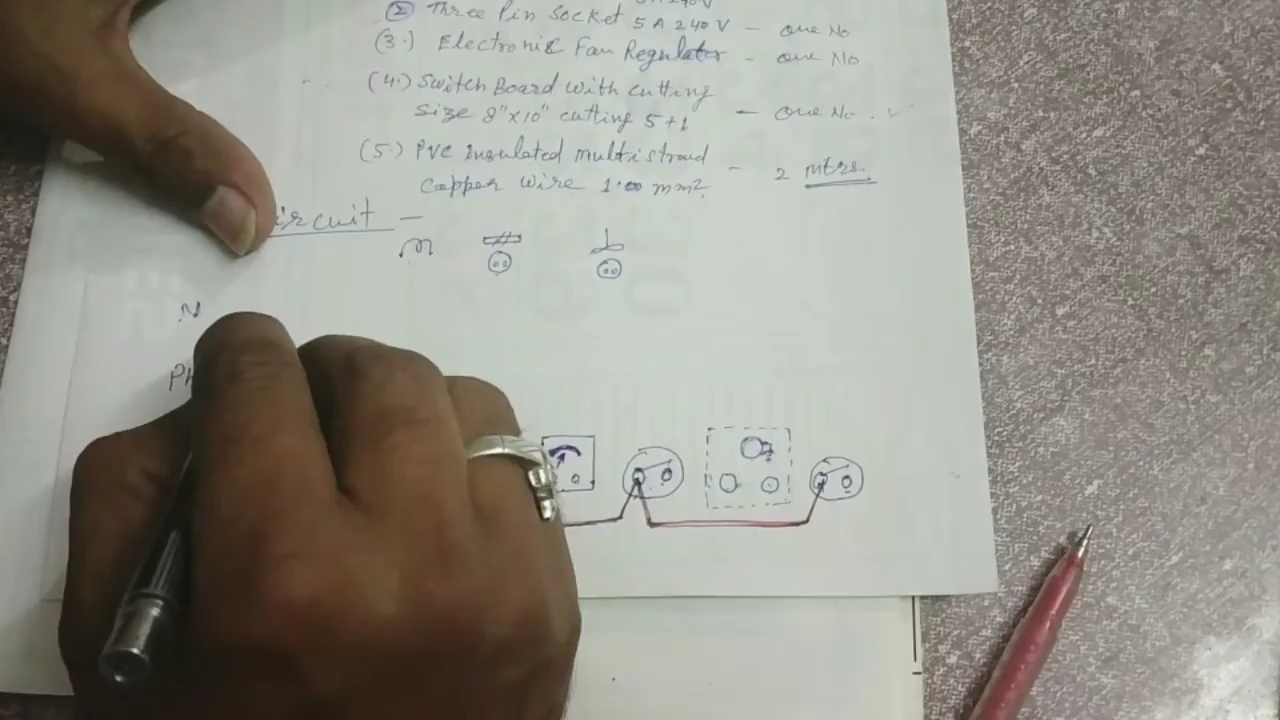 ② Three Pin Socket 5 A 240 V - one No
(3.) Electronic Fan Regulator - one No.
(4.) Switch Board with cutting
size 8"x10" cutting 5+1 - one No.
(5.) PVC Insulated multistrand - 2 mtrs.
Copper wire 1.00 mm².
ircuit -
N
PH